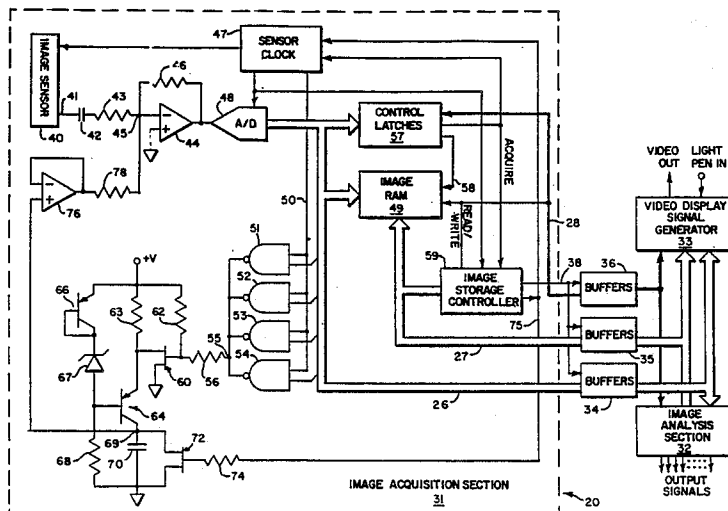 47
SENSOR
CLOCK
IMAGE SENSOR
40
41
42
43
45
46
44
48
A/D
CONTROL
LATCHES
57
58
ACQUIRE
IMAGE
RAM
49
READ/
WRITE
28
VIDEO
OUT
LIGHT
PEN IN
VIDEO DISPLAY
SIGNAL
GENERATOR
33
76
78
50
51
52
53
54
55
56
59
IMAGE
STORAGE
CONTROLLER
38
75
36
BUFFERS
BUFFERS
35
BUFFERS
34
27
26
+V
66
63
62
67
60
64
69
68
70
72
74
IMAGE ACQUISITION SECTION
31
20
IMAGE
ANALYSIS
SECTION
32
OUTPUT
SIGNALS